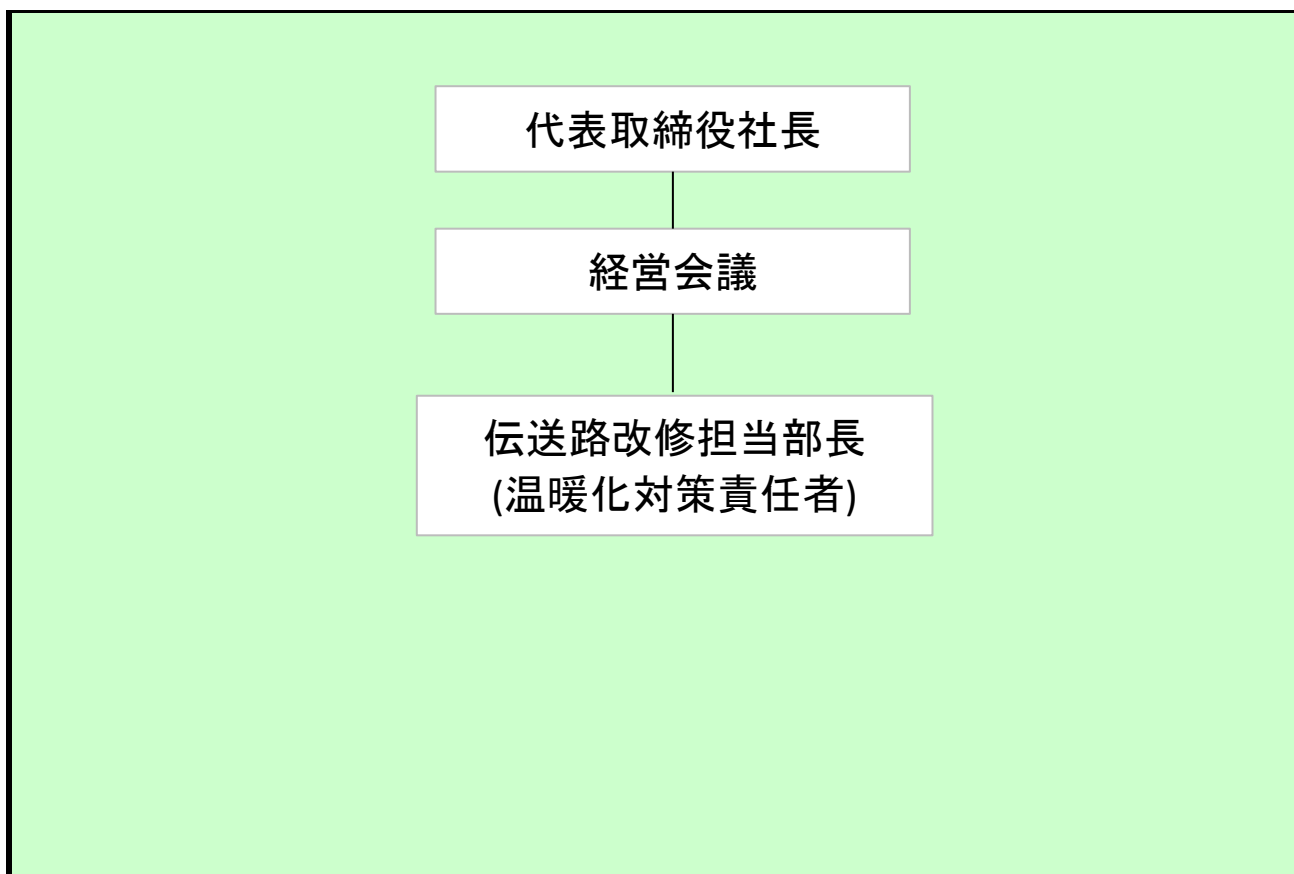 代表取締役社長
経営会議
伝送路改修担当部長
(温暖化対策責任者)